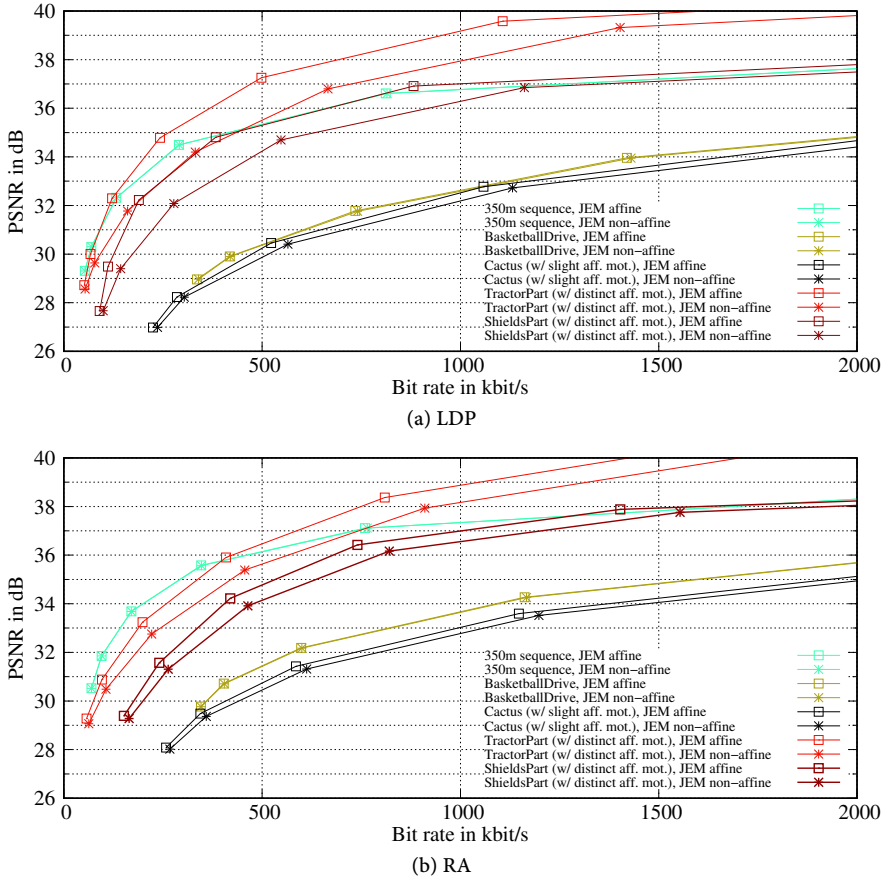 40
38
36
34
32
30
28
26
PSNR in dB
350m sequence, JEM affine
350m sequence, JEM non−affine
BasketballDrive, JEM affine
BasketballDrive, JEM non−affine
Cactus (w/ slight aff. mot.), JEM affine
Cactus (w/ slight aff. mot.), JEM non−affine
TractorPart (w/ distinct aff. mot.), JEM affine
TractorPart (w/ distinct aff. mot.), JEM non−affine
ShieldsPart (w/ distinct aff. mot.), JEM affine
ShieldsPart (w/ distinct aff. mot.), JEM non−affine
0 500 1000 1500 2000
Bit rate in kbit/s
(a) LDP
40
38
36
34
32
30
28
26
PSNR in dB
350m sequence, JEM affine
350m sequence, JEM non−affine
BasketballDrive, JEM affine
BasketballDrive, JEM non−affine
Cactus (w/ slight aff. mot.), JEM affine
Cactus (w/ slight aff. mot.), JEM non−affine
TractorPart (w/ distinct aff. mot.), JEM affine
TractorPart (w/ distinct aff. mot.), JEM non−affine
ShieldsPart (w/ distinct aff. mot.), JEM affine
ShieldsPart (w/ distinct aff. mot.), JEM non−affine
0 500 1000 1500 2000
Bit rate in kbit/s
(b) RA